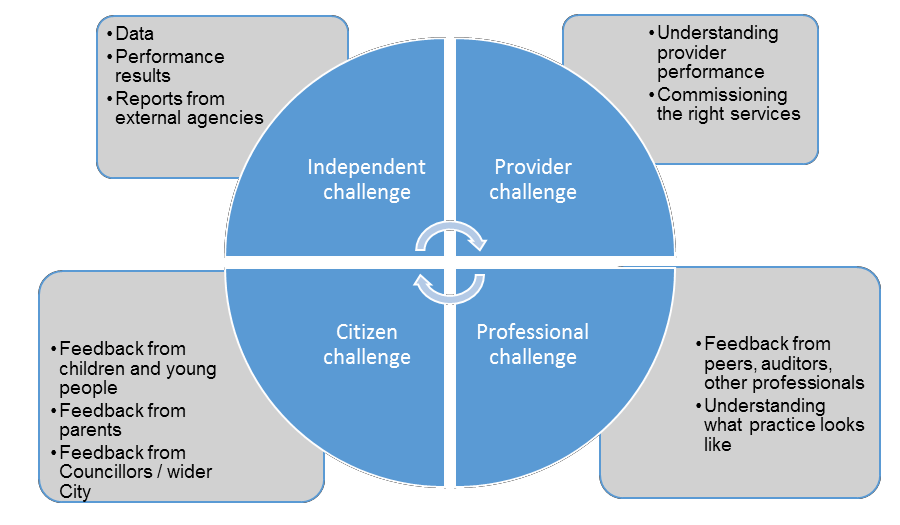 • Data
• Performance
results
• Reports from
external agencies
• Understanding
provider
performance
• Commissioning
the right services
Independent
challenge
Provider
challenge
Citizen
challenge
Professional
challenge
• Feedback from
children and young
people
• Feedback from
parents
• Feedback from
Councillors / wider
City
• Feedback from
peers, auditors,
other professionals
• Understanding
what practice looks
like